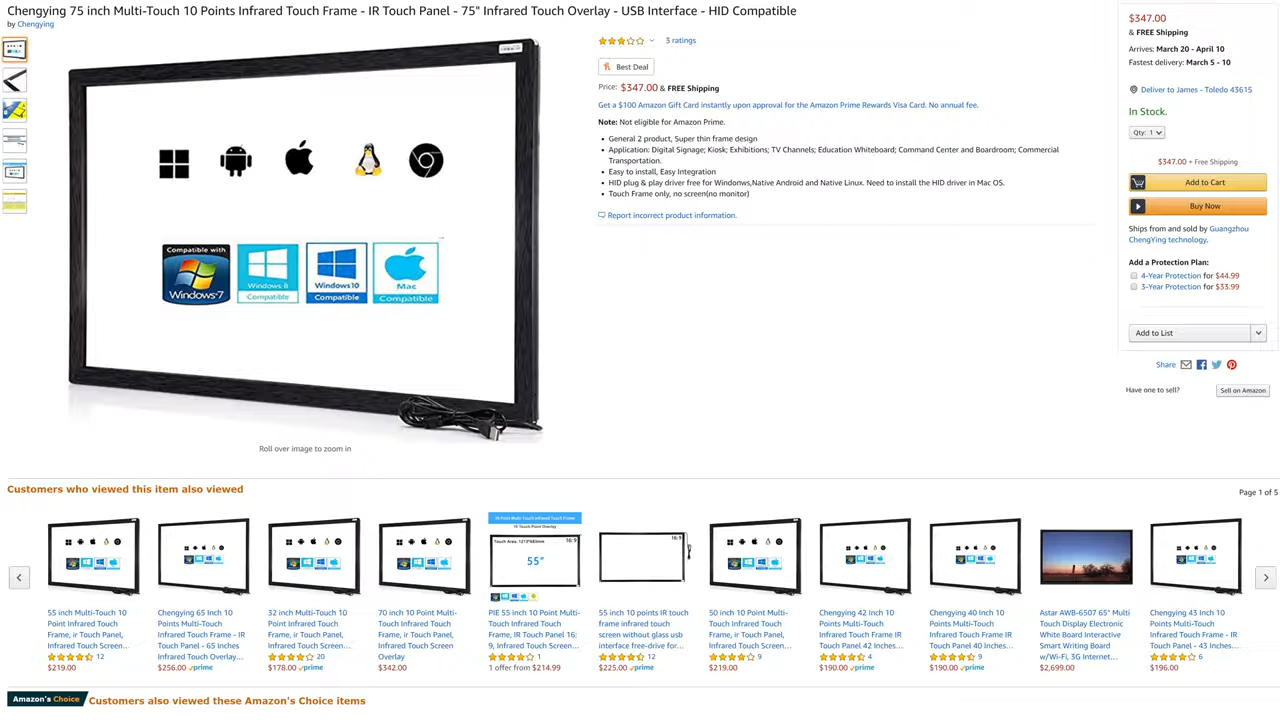 Chengying 75 inch Multi-Touch 10 Points Infrared Touch Frame - IR Touch Panel - 75" Infrared Touch Overlay - USB Interface - HID Compatible
by Chengying
Compatible with
Windows 7
Windows 8
Compatible
Windows 10
Compatible
Mac
Compatible
Roll over image to zoom in
3 ratings
Best Deal
Price: $347.00 & FREE Shipping
Get a $100 Amazon Gift Card instantly upon approval for the Amazon Prime Rewards Visa Card. No annual fee.
Note: Not eligible for Amazon Prime.
• General 2 product, Super thin frame design
• Application: Digital Signage; Kiosk; Exhibitions; TV Channels; Education Whiteboard; Command Center and Boardroom; Commercial
Transportation.
• Easy to install, Easy Integration
• HID plug & play driver free for Windonws,Native Android and Native Linux. Need to install the HID driver in Mac OS.
• Touch Frame only, no screen(no monitor)
Report incorrect product information.
$347.00
& FREE Shipping
Arrives: March 20 - April 10
Fastest delivery: March 5 - 10
Deliver to James - Toledo 43615
In Stock.
Qty: 1
$347.00 + Free Shipping
Add to Cart
Buy Now
Ships from and sold by Guangzhou
ChengYing technology.
Add a Protection Plan:
4-Year Protection for $44.99
3-Year Protection for $33.99
Add to List
Share
Have one to sell?
Sell on Amazon
Customers who viewed this item also viewed
Page 1 of 5
55 inch Multi-Touch 10
Point Infrared Touch
Frame, ir Touch Panel,
Infrared Touch Screen...
12
$219.00
Chengying 65 Inch 10
Points Multi-Touch
Infrared Touch Frame - IR
Touch Panel - 65 Inches
Infrared Touch Overlay...
$256.00 prime
32 inch Multi-Touch 10
Point Infrared Touch
Frame, ir Touch Panel,
Infrared Touch Screen...
20
$178.00 prime
70 inch 10 Point Multi-
Touch Infrared Touch
Frame, ir Touch Panel,
Infrared Touch Screen
Overlay
$342.00
10 Touch Point Overlay
Touch Area: 1213*683mm
16: 9
55"
PIE 55 inch 10 Point Multi-
Touch Infrared Touch
Frame, IR Touch Panel 16:
9, Infrared Touch Screen...
1
1 offer from $214.99
16: 9
55 inch 10 points IR touch
frame infrared touch
screen without glass usb
interface free-drive for...
12
$225.00 prime
50 inch 10 Point Multi-
Touch Infrared Touch
Frame, ir Touch Panel,
Infrared Touch Screen...
9
$219.00
Chengying 42 Inch 10
Points Multi-Touch
Infrared Touch Frame IR
Touch Panel 42 Inches...
4
$190.00 prime
Chengying 40 Inch 10
Points Multi-Touch
Infrared Touch Frame IR
Touch Panel 40 Inches...
9
$190.00 prime
Astar AWB-6507 65" Multi
Touch Display Electronic
White Board Interactive
Smart Writing Board
w/Wi-Fi, 3G Internet...
$2,699.00
Chengying 43 Inch 10
Points Multi-Touch
Infrared Touch Frame - IR
Touch Panel - 43 Inches...
6
$196.00
Amazon's Choice
Customers also viewed these Amazon's Choice items